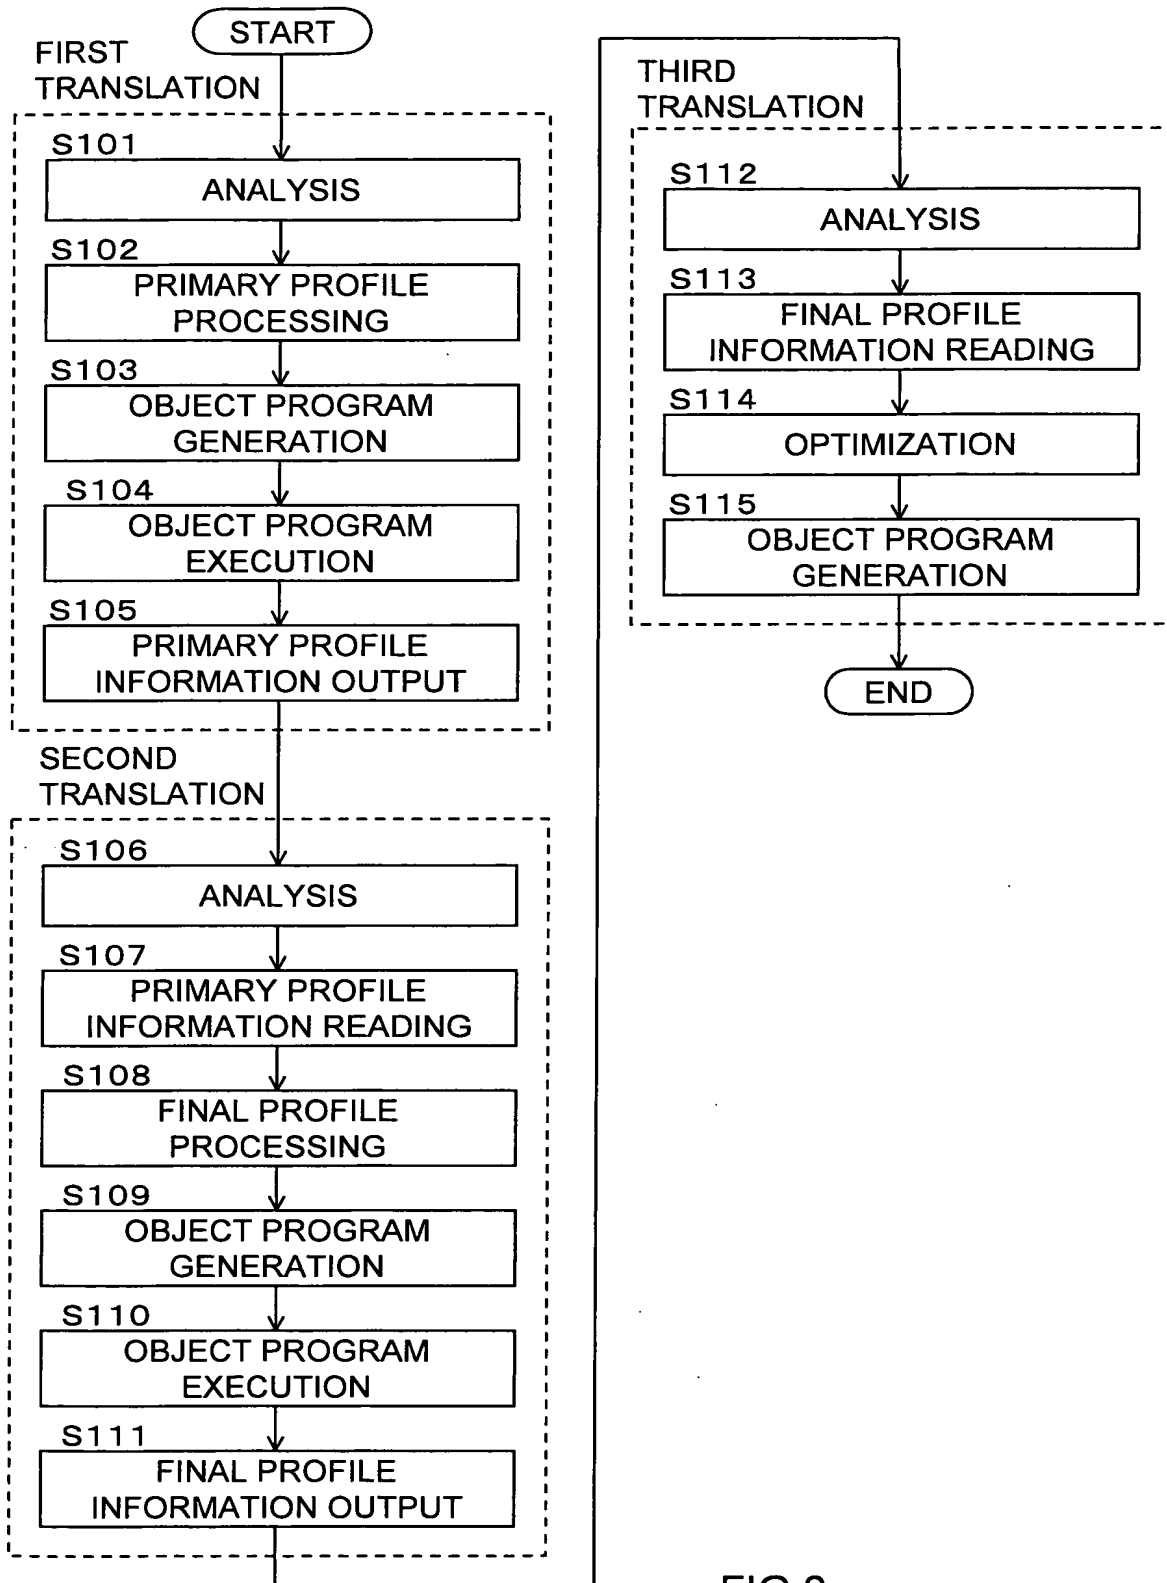 START
FIRST
TRANSLATION
S101
ANALYSIS
S102
PRIMARY PROFILE
PROCESSING
S103
OBJECT PROGRAM
GENERATION
S104
OBJECT PROGRAM
EXECUTION
S105
PRIMARY PROFILE
INFORMATION OUTPUT
SECOND
TRANSLATION
S106
ANALYSIS
S107
PRIMARY PROFILE
INFORMATION READING
S108
FINAL PROFILE
PROCESSING
S109
OBJECT PROGRAM
GENERATION
S110
OBJECT PROGRAM
EXECUTION
S111
FINAL PROFILE
INFORMATION OUTPUT
THIRD
TRANSLATION
S112
ANALYSIS
S113
FINAL PROFILE
INFORMATION READING
S114
OPTIMIZATION
S115
OBJECT PROGRAM
GENERATION
END